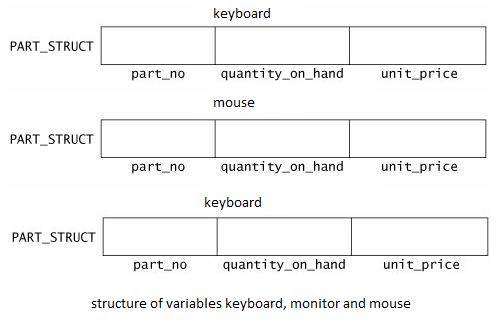 keyboard
PART_STRUCT
part_no quantity_on_hand unit_price
mouse
PART_STRUCT
part_no quantity_on_hand unit_price
keyboard
PART_STRUCT
part_no quantity_on_hand unit_price
structure of variables keyboard, monitor and mouse